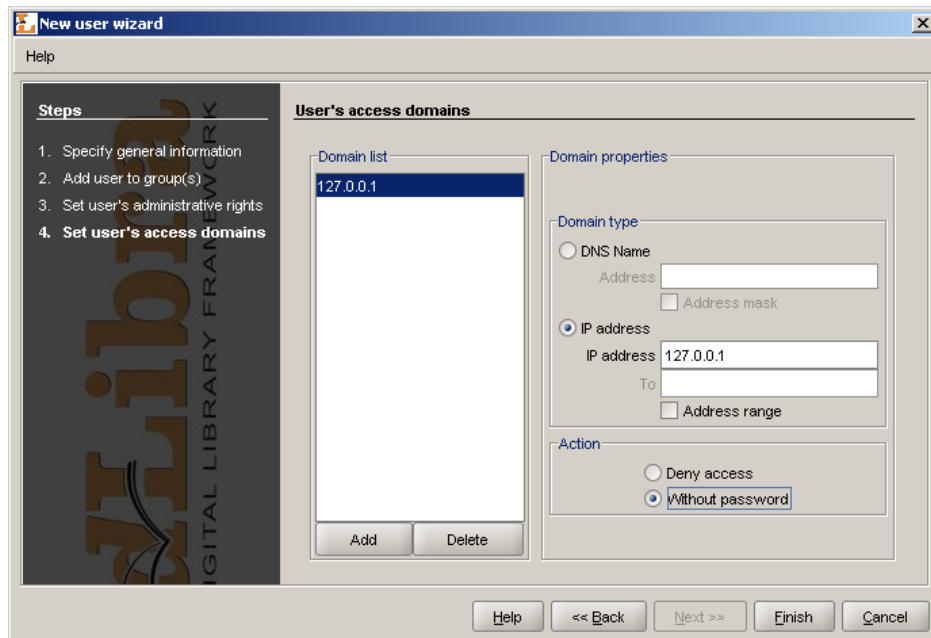 New user wizard
Help
Steps
1. Specify general information
2. Add user to group(s)
3. Set user's administrative rights
4. Set user's access domains
dLibra
DIGITAL LIBRARY FRAMEWORK
User's access domains
Domain list
127.0.0.1
Add
Delete
Domain properties
Domain type
DNS Name
Address
Address mask
IP address
IP address 127.0.0.1
To
Address range
Action
Deny access
Without password
Help
<< Back
Next >>
Finish
Cancel